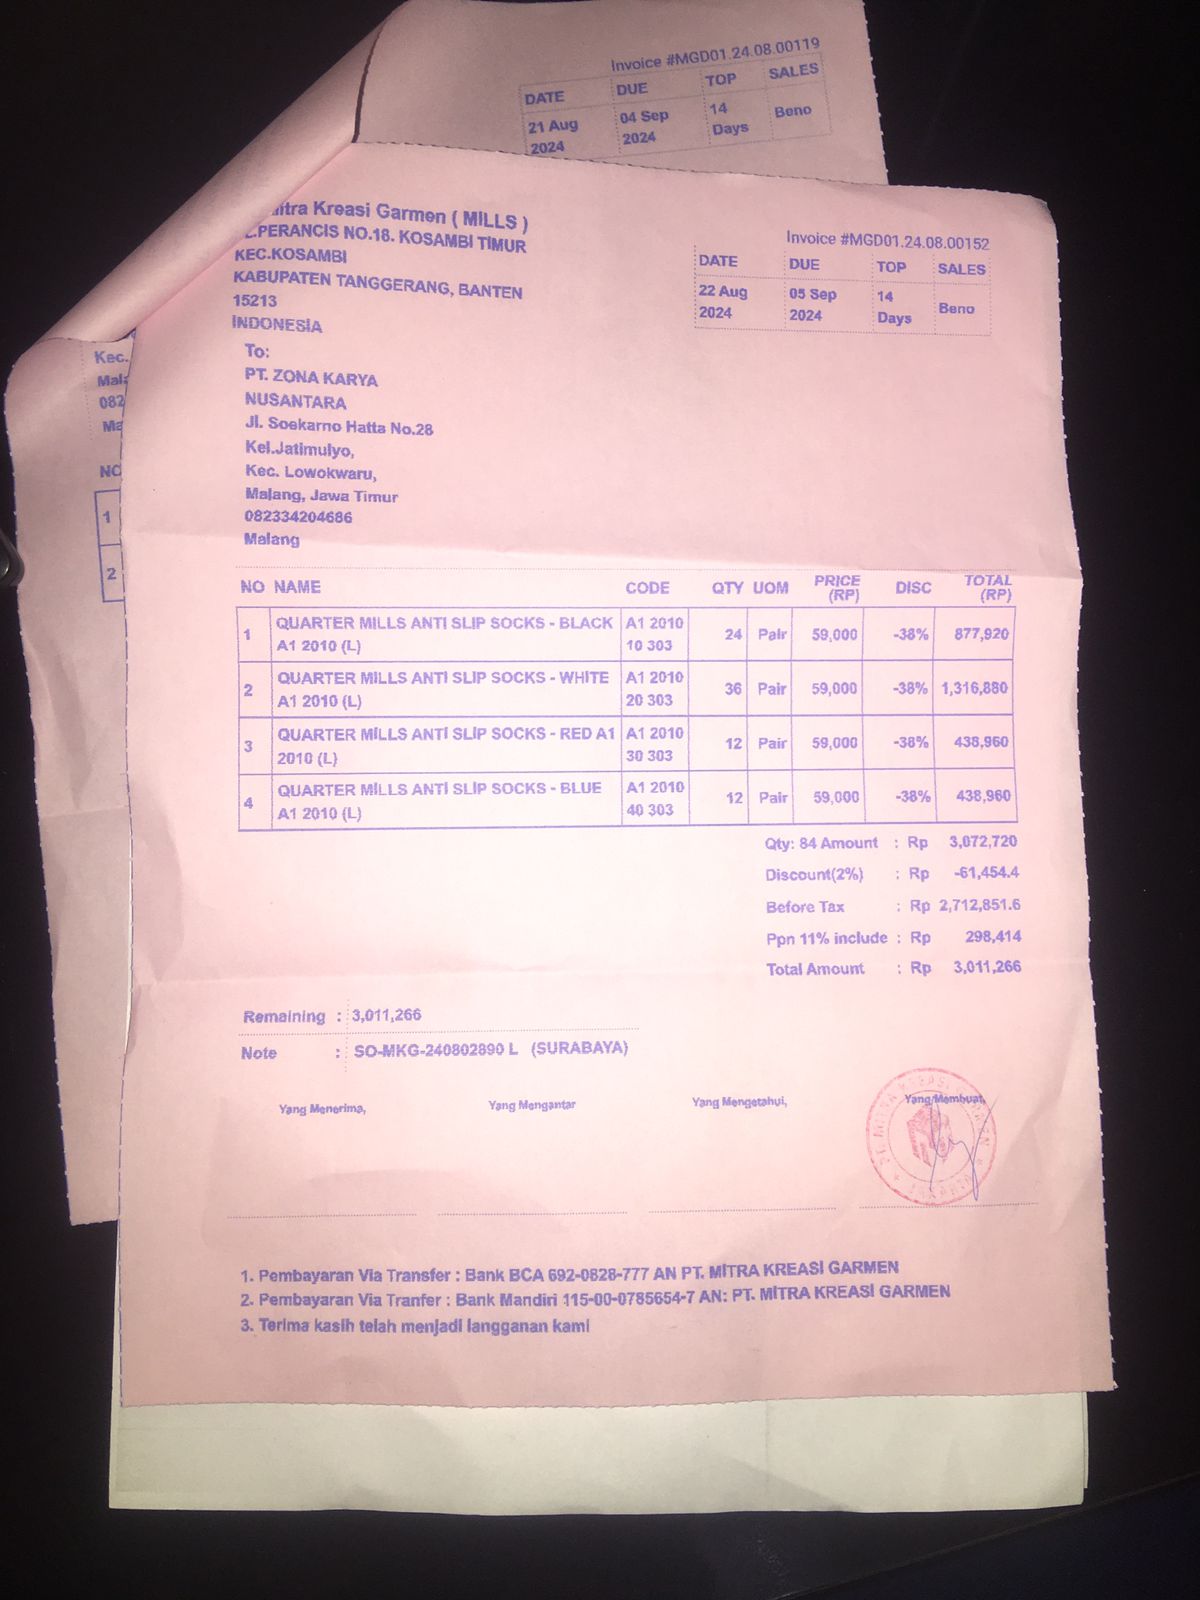 Invoice #MGD01.24.08.00119
DATE DUE TOP SALES
21 Aug 2024 04 Sep 2024 14 Days Beno
Kreasi Garmen ( MILLS )
PERANCIS NO.18. KOSAMBI TIMUR
KEC.KOSAMBI
KABUPATEN TANGGERANG, BANTEN
15213
INDONESIA
Invoice #MGD01.24.08.00152
DATE DUE TOP SALES
22 Aug 2024 05 Sep 2024 14 Days Beno
To:
PT. ZONA KARYA
NUSANTARA
Jl. Soekarno Hatta No.28
Kel.Jatimulyo,
Kec. Lowokwaru,
Malang, Jawa Timur
082334204686
Malang
Kec.
082
NO
1
2
NO NAME CODE QTY UOM PRICE (RP) DISC TOTAL (RP)
1 QUARTER MILLS ANTI SLIP SOCKS - BLACK A1 2010 24 Pair 59,000 -38% 877,920
A1 2010 (L) 10 303
2 QUARTER MILLS ANTI SLIP SOCKS - WHITE A1 2010 36 Pair 59,000 -38% 1,316,880
A1 2010 (L) 20 303
3 QUARTER MILLS ANTI SLIP SOCKS - RED A1 A1 2010 12 Pair 59,000 -38% 438,960
2010 (L) 30 303
4 QUARTER MILLS ANTI SLIP SOCKS - BLUE A1 2010 12 Pair 59,000 -38% 438,960
A1 2010 (L) 40 303
Qty: 84 Amount : Rp 3,072,720
Discount(2%) : Rp -61,454.4
Before Tax : Rp 2,712,851.6
Ppn 11% include : Rp 298,414
Total Amount : Rp 3,011,266
Remaining : 3,011,266
Note : SO-MKG-240802890 L (SURABAYA)
Yang Menerima, Yang Mengantar Yang Mengetahui, Yang Membuat,
1. Pembayaran Via Transfer : Bank BCA 692-0828-777 AN PT. MITRA KREASI GARMEN
2. Pembayaran Via Tranfer : Bank Mandiri 115-00-0785654-7 AN: PT. MITRA KREASI GARMEN
3. Terima kasih telah menjadi langganan kami